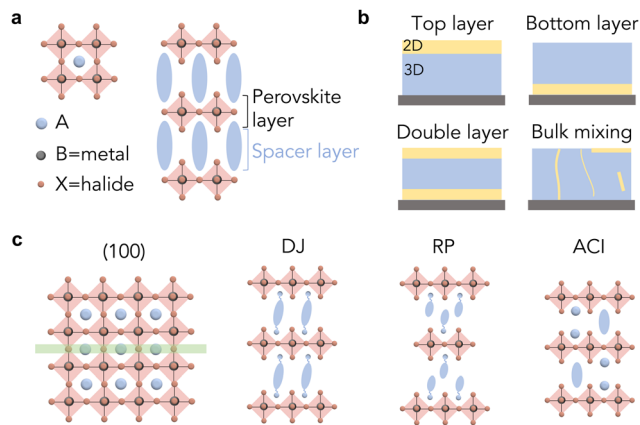 a
A
B=metal
X=halide
Perovskite
layer
Spacer layer
b
Top layer
2D
3D
Bottom layer
Double layer
Bulk mixing
c
(100)
DJ
RP
ACI